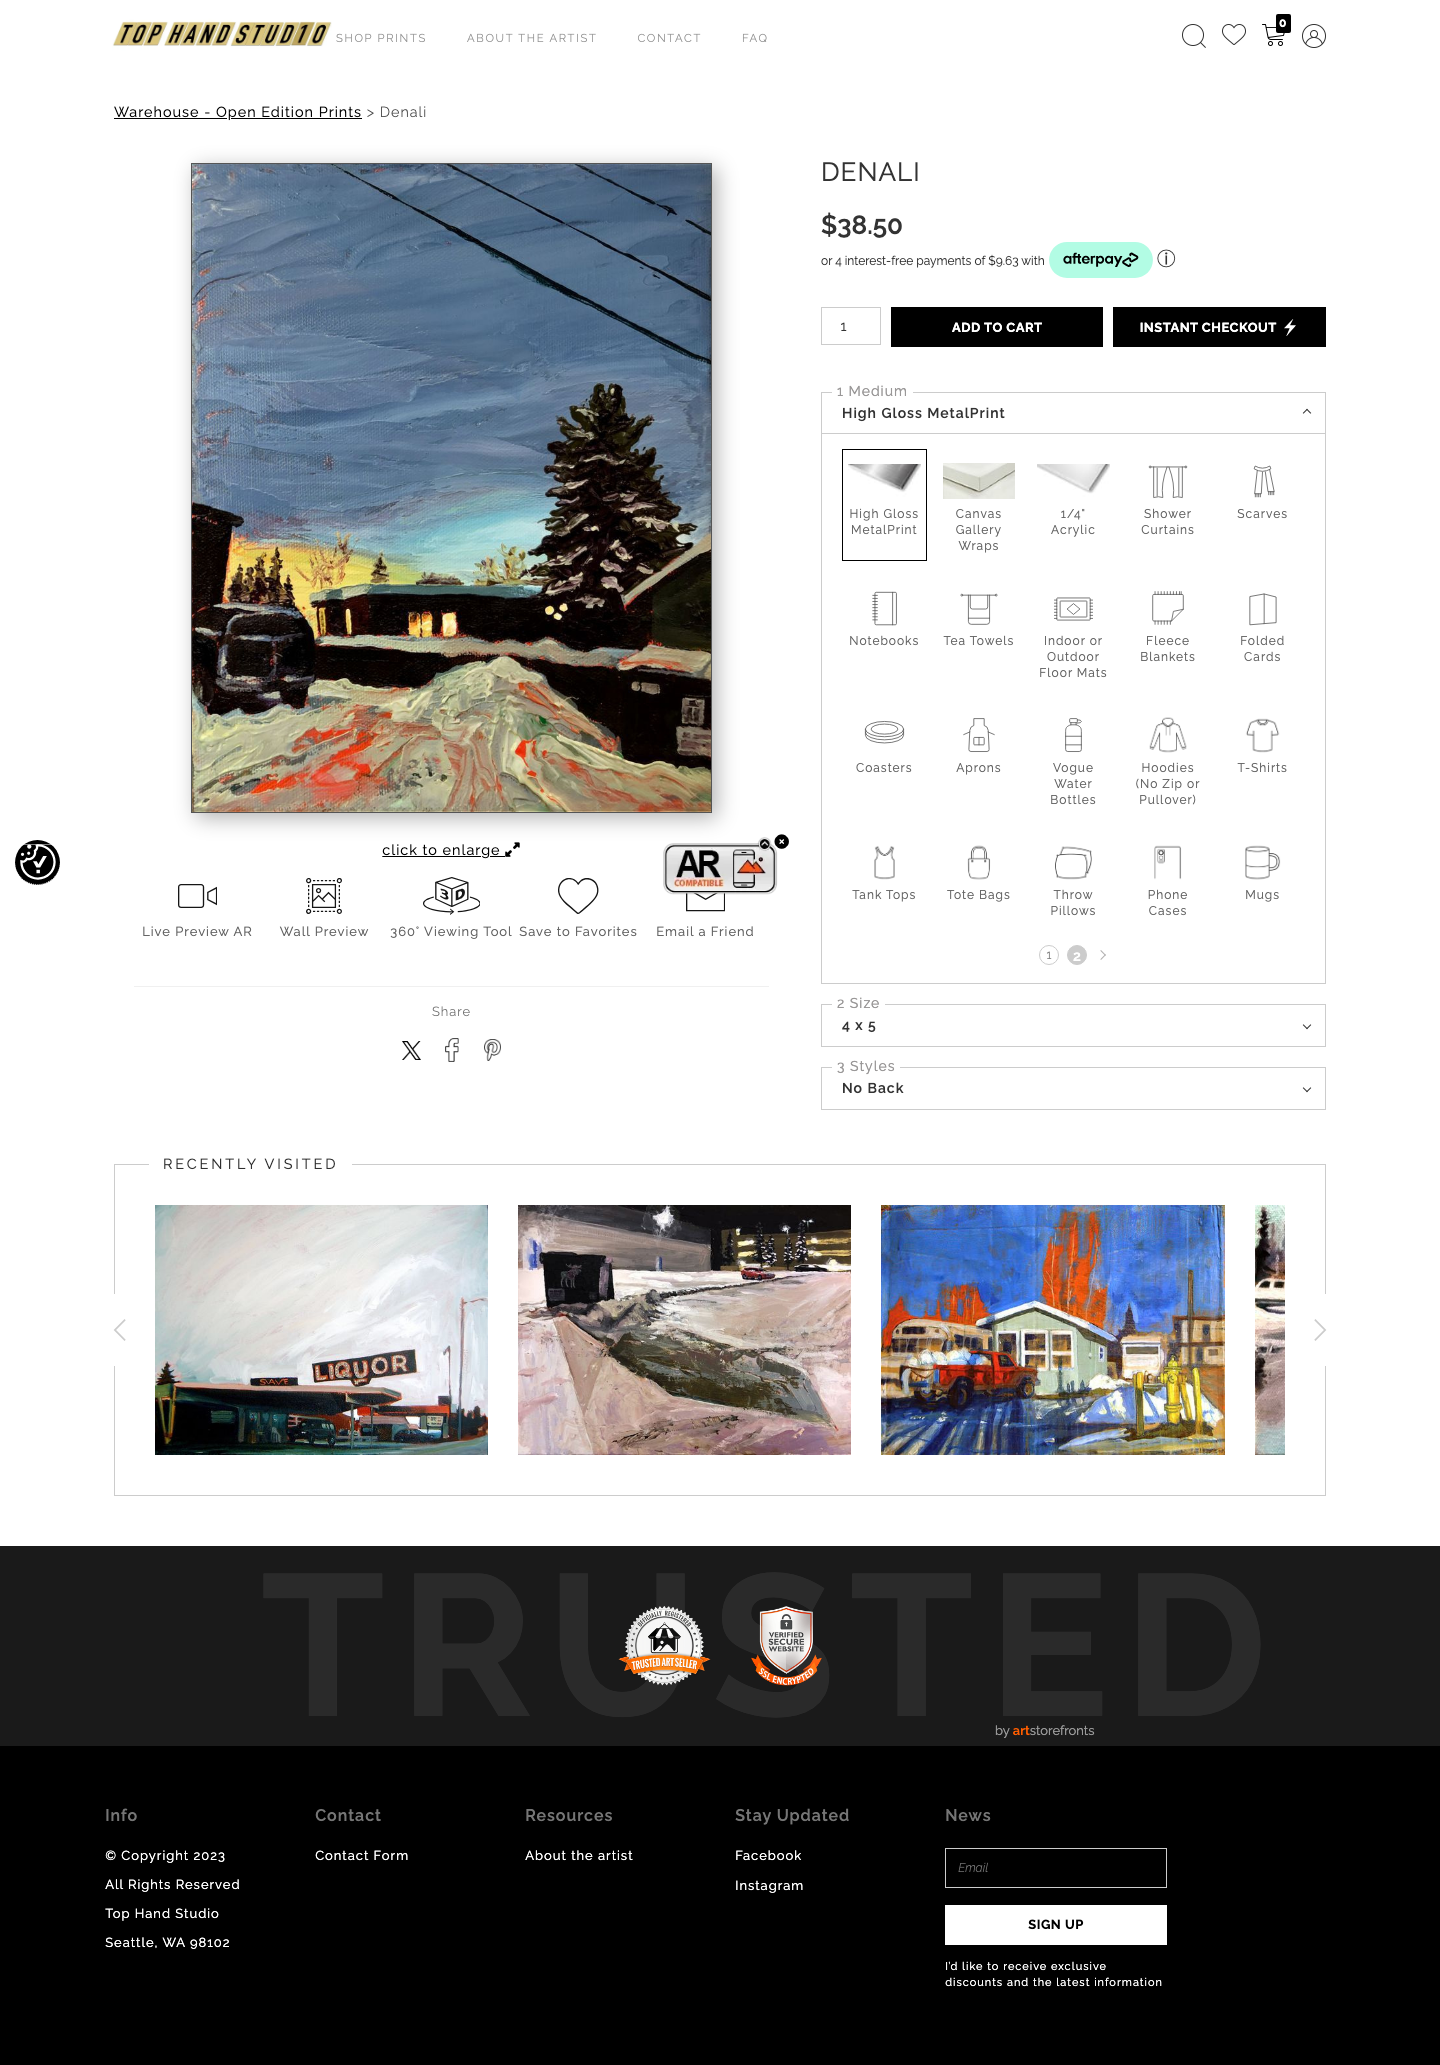 TOP HAND STUD10
SHOP PRINTS
ABOUT THE ARTIST
CONTACT
FAQ
0
Warehouse - Open Edition Prints > Denali
DENALI
$38.50
or 4 interest-free payments of $9.63 with afterpay
1
ADD TO CART
INSTANT CHECKOUT
1 Medium
High Gloss MetalPrint
High Gloss
MetalPrint
Canvas
Gallery
Wraps
1/4"
Acrylic
Shower
Curtains
Scarves
Notebooks
Tea Towels
Indoor or
Outdoor
Floor Mats
Fleece
Blankets
Folded
Cards
Coasters
Aprons
Vogue
Water
Bottles
Hoodies
(No Zip or
Pullover)
T-Shirts
Tank Tops
Tote Bags
Throw
Pillows
Phone
Cases
Mugs
1 2
2 Size
4 x 5
3 Styles
No Back
click to enlarge
AR
COMPATIBLE
3D
Live Preview AR
Wall Preview
360° Viewing Tool
Save to Favorites
Email a Friend
Share
RECENTLY VISITED
SAVE
LIQUOR
TRUSTED
OFFICIALLY REGISTERED
TRUSTED ART SELLER
VERIFIED
SECURE
WEBSITE
SSL ENCRYPTED
by artstorefronts
Info
© Copyright 2023
All Rights Reserved
Top Hand Studio
Seattle, WA 98102
Contact
Contact Form
Resources
About the artist
Stay Updated
Facebook
Instagram
News
Email
SIGN UP
I'd like to receive exclusive
discounts and the latest information